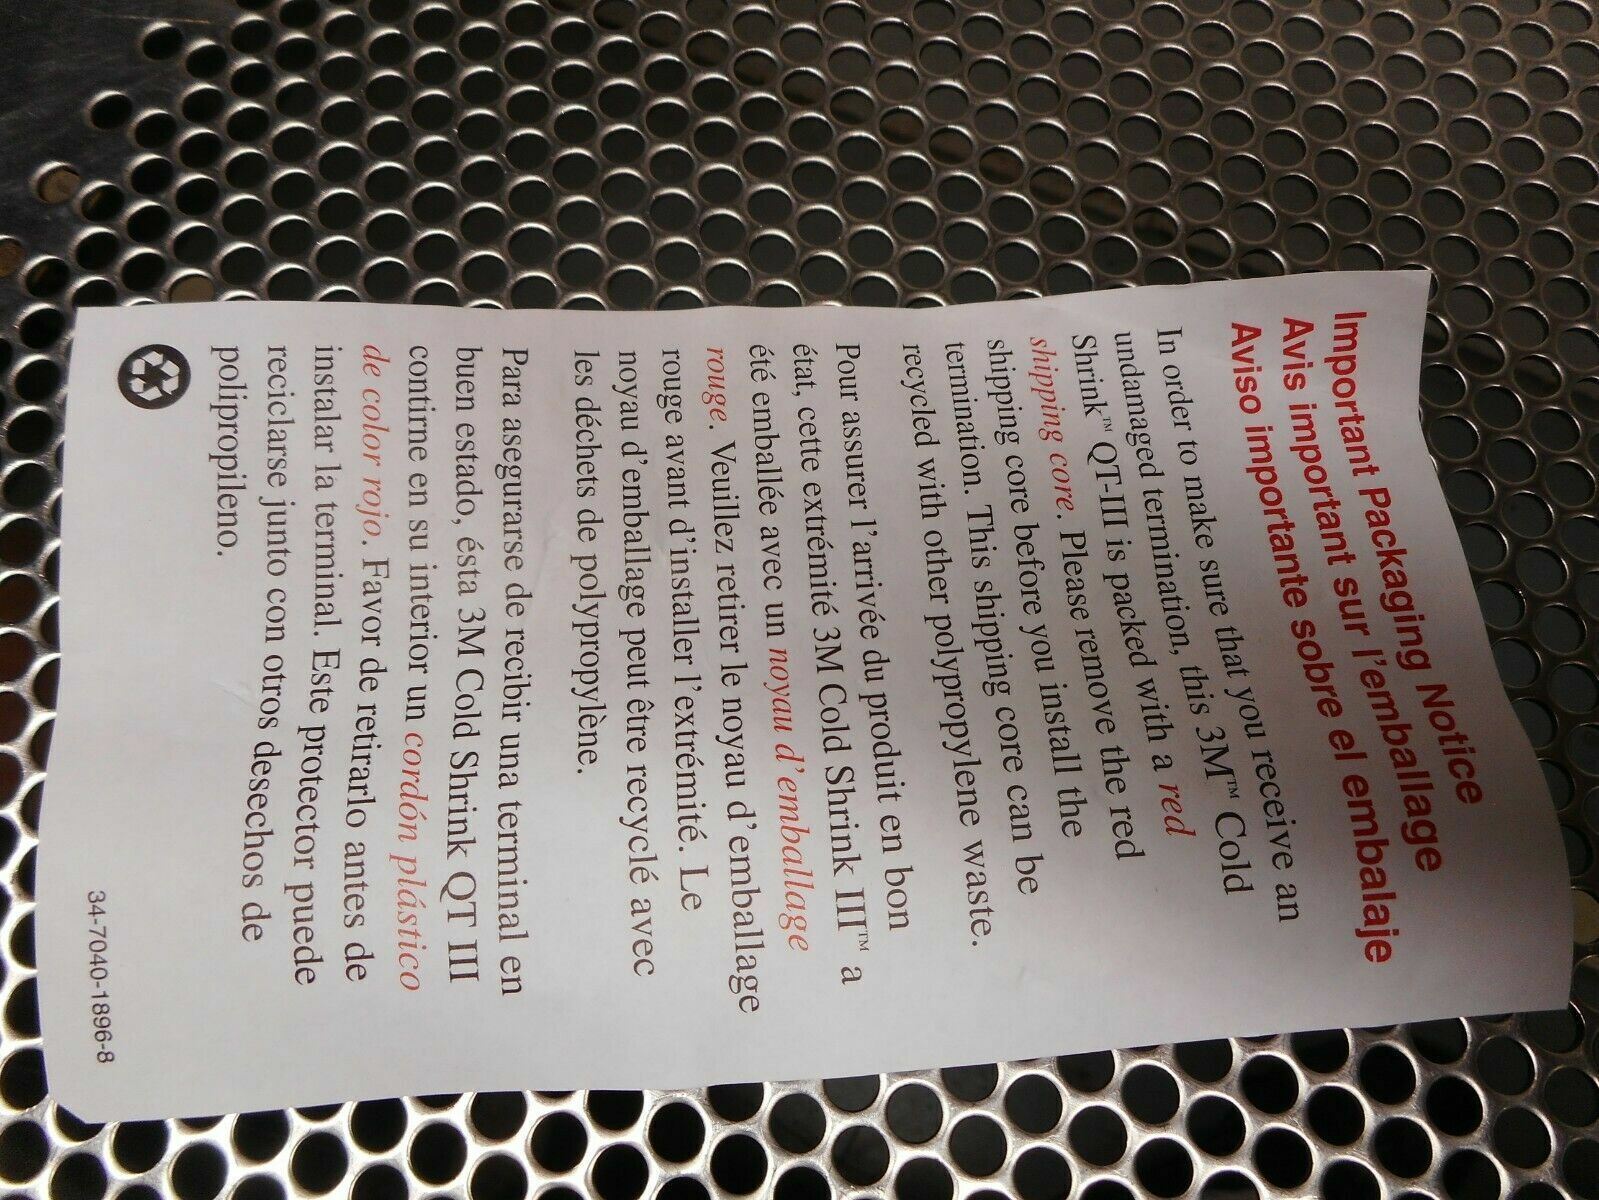 Important Packaging Notice
Avis important sur l'emballage
Aviso importante sobre el embalaje
In order to make sure that you receive an
undamaged termination, this 3M™ Cold
Shrink™ QT-III is packed with a red
shipping core. Please remove the red
shipping core before you install the
termination. This shipping core can be
recycled with other polypropylene waste.
Pour assurer l'arrivée du produit en bon
état, cette extrémité 3M Cold Shrink III™ a
été emballée avec un noyau d'emballage
rouge. Veuillez retirer le noyau d'emballage
rouge avant d'installer l'extrémité. Le
noyau d'emballage peut être recyclé avec
les déchets de polypropylène.
Para asegurarse de recibir una terminal en
buen estado, ésta 3M Cold Shrink QT III
contirne en su interior un cordón plástico
de color rojo. Favor de retirarlo antes de
instalar la terminal. Este protector puede
reciclarse junto con otros desechos de
polipropileno.
34-7040-1896-8